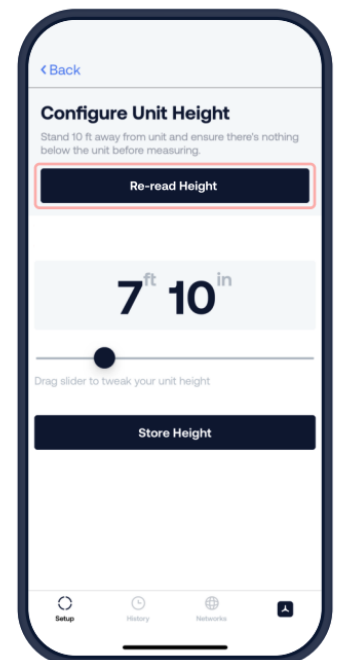 Back
Configure Unit Height
Stand 10 ft away from unit and ensure there's nothing
below the unit before measuring.
Re-read Height
7 ft 10 in
Drag slider to tweak your unit height
Store Height
Setup History Networks